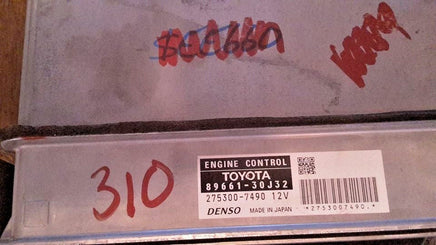 310
ENGINE CONTROL
TOYOTA
89661-30J32
275300-7490 12V
DENSO MADE IN JAPAN
*2753007490*